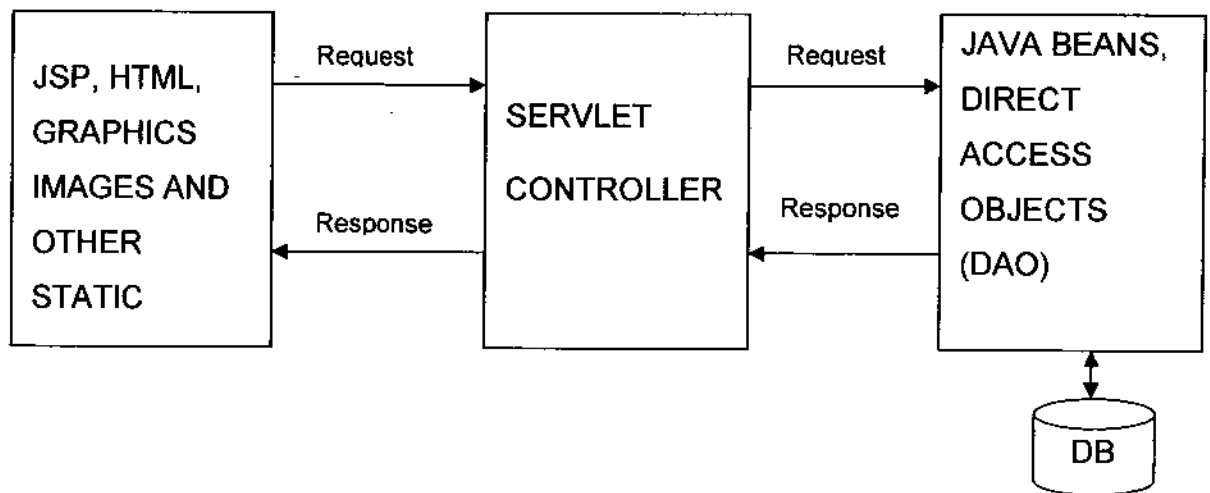 JSP, HTML,
GRAPHICS
IMAGES AND
OTHER
STATIC
Request
Response
SERVLET
CONTROLLER
Request
Response
JAVA BEANS,
DIRECT
ACCESS
OBJECTS
(DAO)
DB